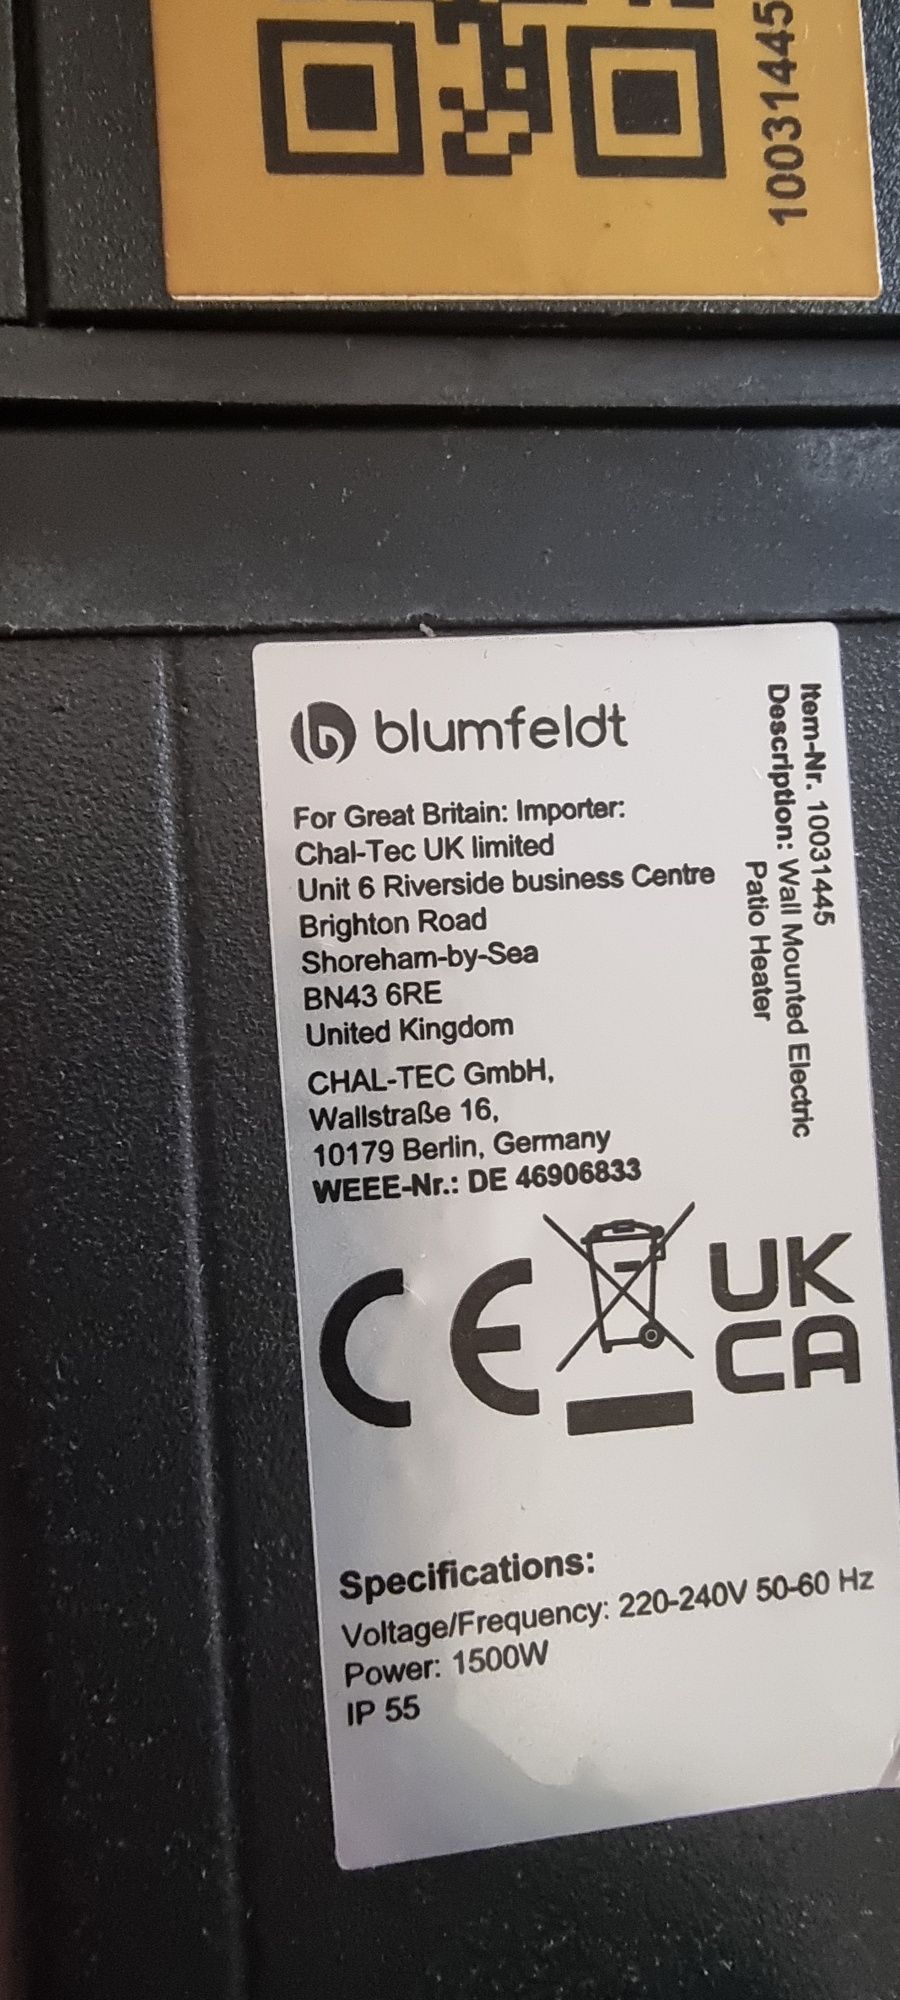 10031445
blumfeldt
For Great Britain: Importer:
Chal-Tec UK limited
Unit 6 Riverside business Centre
Brighton Road
Shoreham-by-Sea
BN43 6RE
United Kingdom
CHAL-TEC GmbH,
Wallstraße 16,
10179 Berlin, Germany
WEEE-Nr.: DE 46906833
Item-Nr. 10031445
Description: Wall Mounted Electric
Patio Heater
CE
UK
CA
Specifications:
Voltage/Frequency: 220-240V 50-60 Hz
Power: 1500W
IP 55